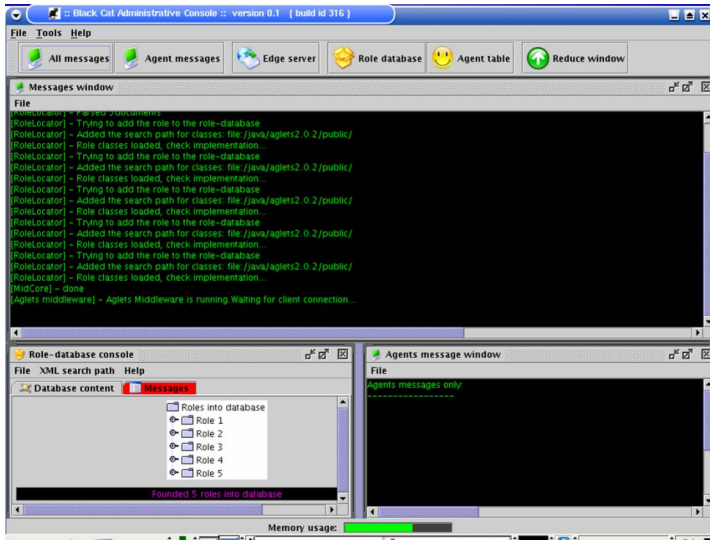 :: Black Cat Administrative Console :: version 0.1 ( build id 316 )
File Tools Help
All messages Agent messages Edge server Role database Agent table Reduce window
Messages window
File
[RoleLocator] - Parsed 5 documents
[RoleLocator] - Trying to add the role to the role-database
[RoleLocator] - Added the search path for classes: file:/java/aglets2.0.2/public/
[RoleLocator] - Role classes loaded, check implementation...
[RoleLocator] - Trying to add the role to the role-database
[RoleLocator] - Added the search path for classes: file:/java/aglets2.0.2/public/
[RoleLocator] - Role classes loaded, check implementation...
[RoleLocator] - Trying to add the role to the role-database
[RoleLocator] - Added the search path for classes: file:/java/aglets2.0.2/public/
[RoleLocator] - Role classes loaded, check implementation...
[RoleLocator] - Trying to add the role to the role-database
[RoleLocator] - Added the search path for classes: file:/java/aglets2.0.2/public/
[RoleLocator] - Role classes loaded, check implementation...
[RoleLocator] - Trying to add the role to the role-database
[RoleLocator] - Added the search path for classes: file:/java/aglets2.0.2/public/
[RoleLocator] - Role classes loaded, check implementation...
[MidCore] - done
[Aglets middleware] - Aglets Middleware is running.Waiting for client connection...
Role-database console
File XML search path Help
Database content Messages
Roles into database
Role 1
Role 2
Role 3
Role 4
Role 5
Founded 5 roles into database
Agents message window
File
Agents messages only:
-----------------
Memory usage: